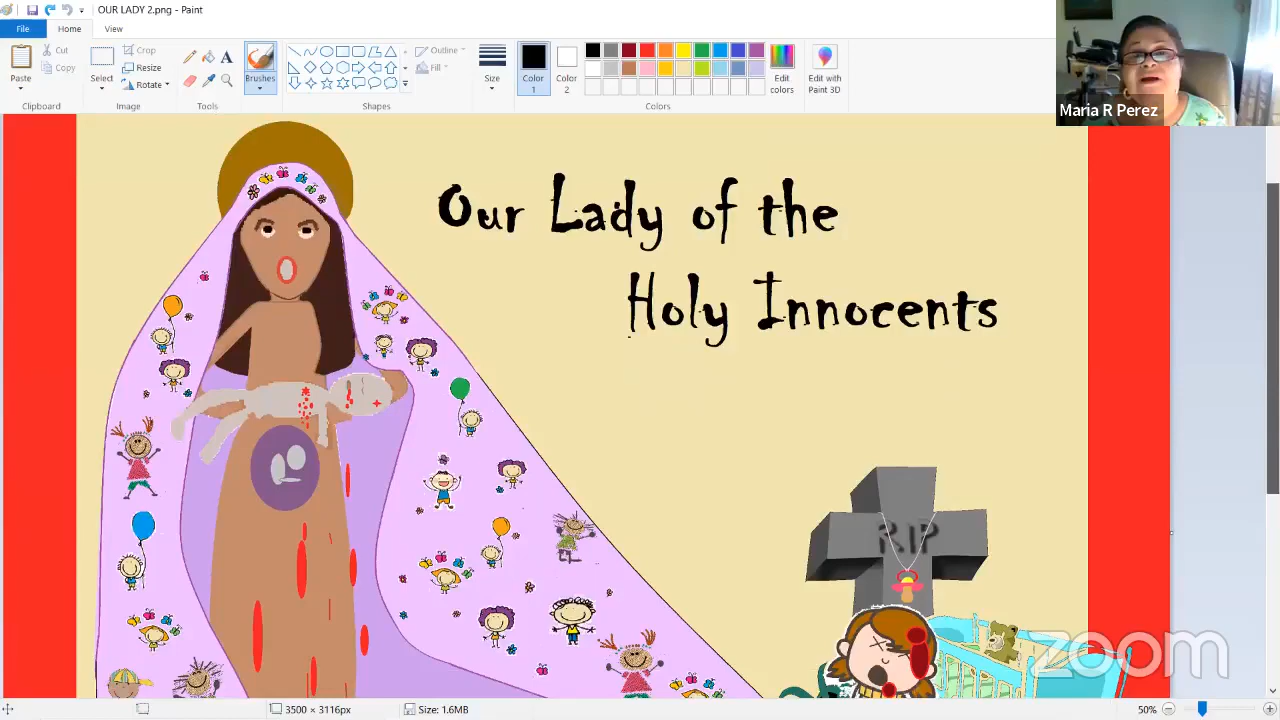 OUR LADY 2.png - Paint
File
Home
View
Paste
Cut
Copy
Clipboard
Select
Crop
Resize
Rotate
Image
A
Tools
Brushes
Outline
Fill
Shapes
Size
Color 1
Color 2
Edit colors
Colors
Edit with Paint 3D
Maria R Perez
Our Lady of the
Holy Innocents
RIP
zoom
3500 × 3116px
Size: 1.6MB
50%